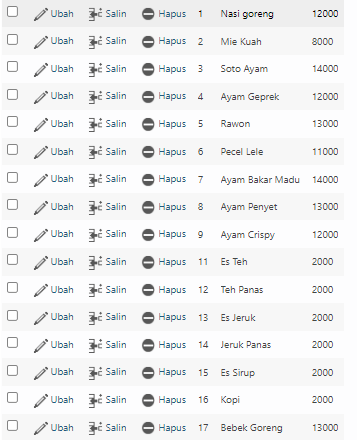 Ubah Salin Hapus 1 Nasi goreng 12000
Ubah Salin Hapus 2 Mie Kuah 8000
Ubah Salin Hapus 3 Soto Ayam 14000
Ubah Salin Hapus 4 Ayam Geprek 12000
Ubah Salin Hapus 5 Rawon 13000
Ubah Salin Hapus 6 Pecel Lele 11000
Ubah Salin Hapus 7 Ayam Bakar Madu 14000
Ubah Salin Hapus 8 Ayam Penyet 13000
Ubah Salin Hapus 9 Ayam Crispy 12000
Ubah Salin Hapus 11 Es Teh 2000
Ubah Salin Hapus 12 Teh Panas 2000
Ubah Salin Hapus 13 Es Jeruk 2000
Ubah Salin Hapus 14 Jeruk Panas 2000
Ubah Salin Hapus 15 Es Sirup 2000
Ubah Salin Hapus 16 Kopi 2000
Ubah Salin Hapus 17 Bebek Goreng 13000